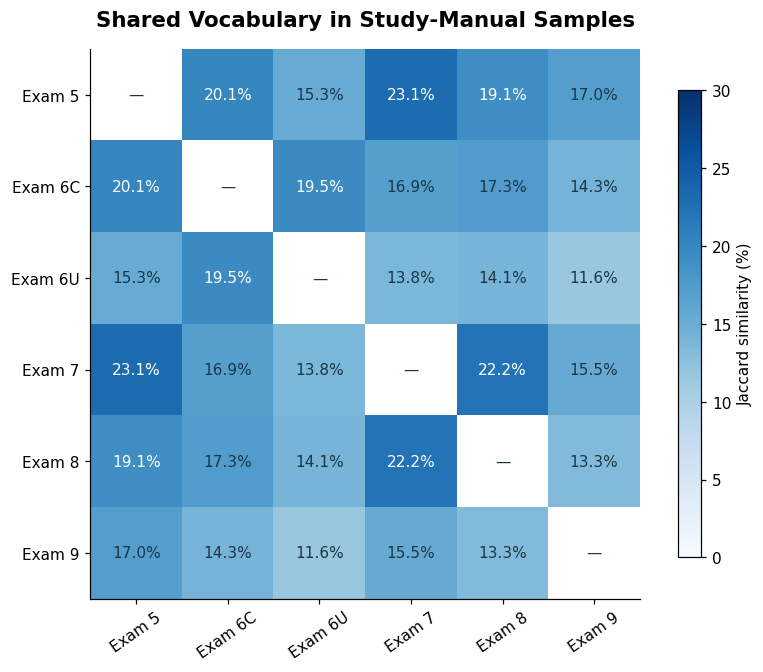 Shared Vocabulary in Study-Manual Samples
Exam 5 — 20.1% 15.3% 23.1% 19.1% 17.0%
Exam 6C 20.1% — 19.5% 16.9% 17.3% 14.3%
Exam 6U 15.3% 19.5% — 13.8% 14.1% 11.6%
Exam 7 23.1% 16.9% 13.8% — 22.2% 15.5%
Exam 8 19.1% 17.3% 14.1% 22.2% — 13.3%
Exam 9 17.0% 14.3% 11.6% 15.5% 13.3% —
Exam 5 Exam 6C Exam 6U Exam 7 Exam 8 Exam 9
30
25
20
15
10
5
0
Jaccard similarity (%)